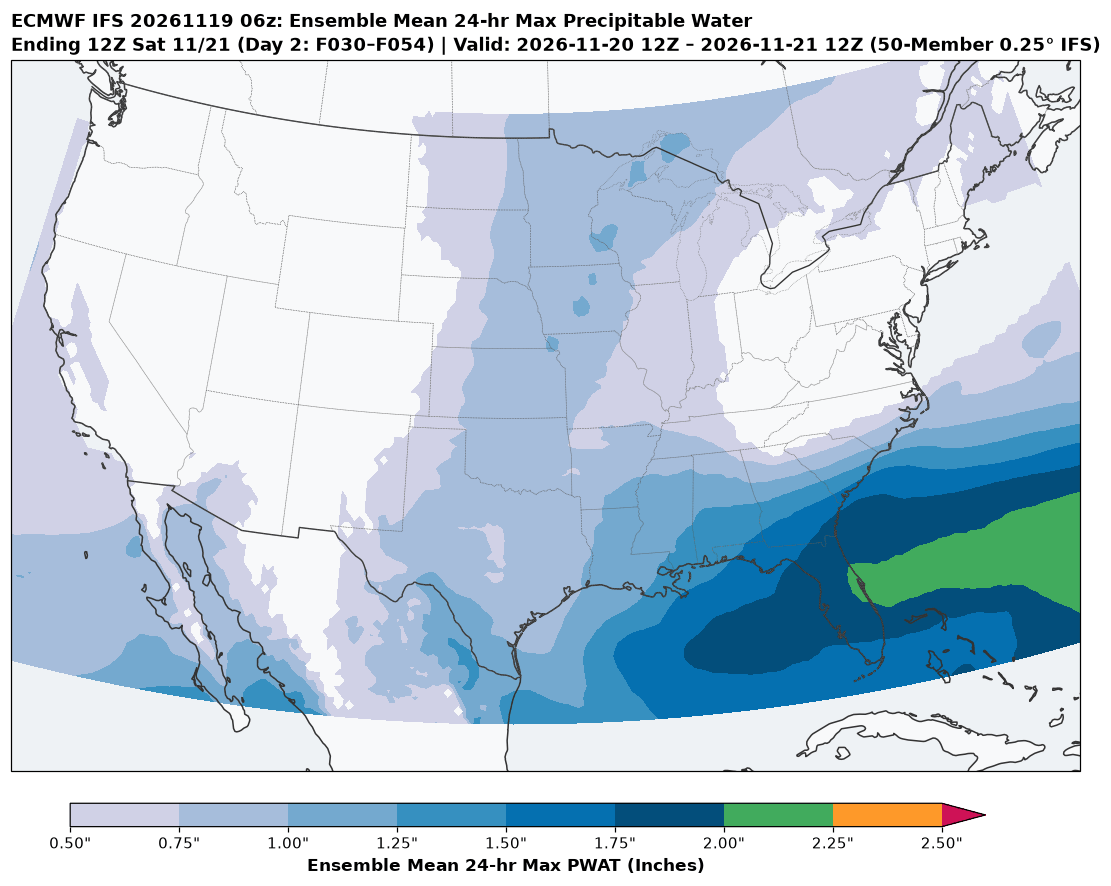 ECMWF IFS 20261119 06z: Ensemble Mean 24-hr Max Precipitable Water
Ending 12Z Sat 11/21 (Day 2: F030–F054) | Valid: 2026-11-20 12Z – 2026-11-21 12Z (50-Member 0.25° IFS)
0.50" 0.75" 1.00" 1.25" 1.50" 1.75" 2.00" 2.25" 2.50"
Ensemble Mean 24-hr Max PWAT (Inches)